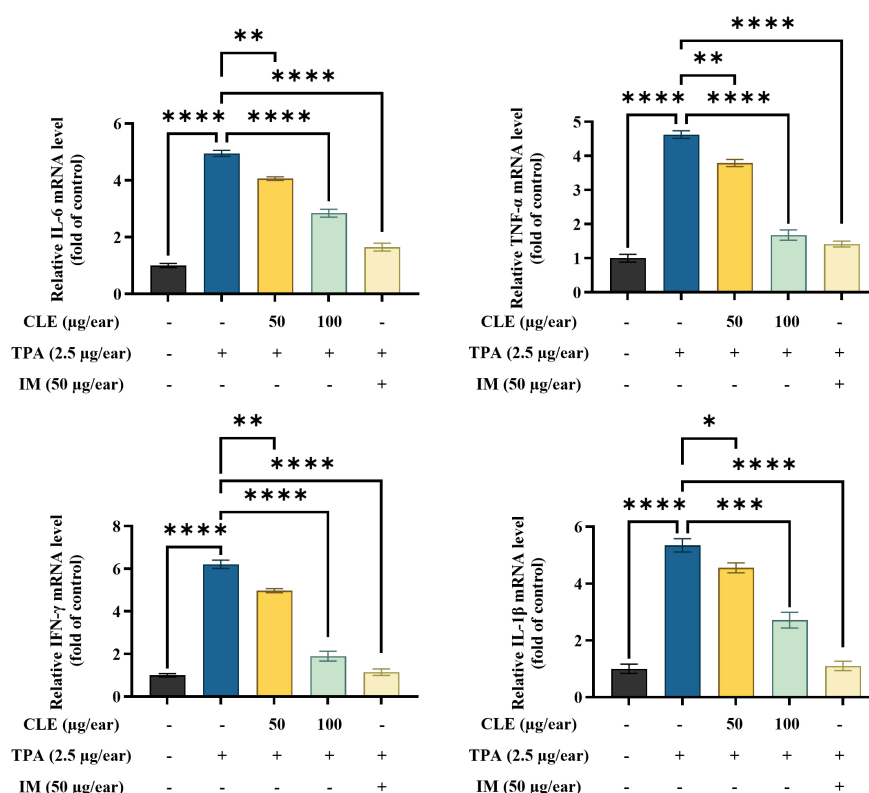 **
****
**** ****
Relative IL-6 mRNA level
(fold of control)
6
4
2
0
CLE (μg/ear) - - 50 100 -
TPA (2.5 μg/ear) - + + + +
IM (50 μg/ear) - - - - +
****
**
**** ****
Relative TNF-α mRNA level
(fold of control)
5
4
3
2
1
0
CLE (μg/ear) - - 50 100 -
TPA (2.5 μg/ear) - + + + +
IM (50 μg/ear) - - - - +
**
****
****
****
Relative IFN-γ mRNA level
(fold of control)
8
6
4
2
0
CLE (μg/ear) - - 50 100 -
TPA (2.5 μg/ear) - + + + +
IM (50 μg/ear) - - - - +
*
****
**** ***
Relative IL-1β mRNA level
(fold of control)
6
4
2
0
CLE (μg/ear) - - 50 100 -
TPA (2.5 μg/ear) - + + + +
IM (50 μg/ear) - - - - +